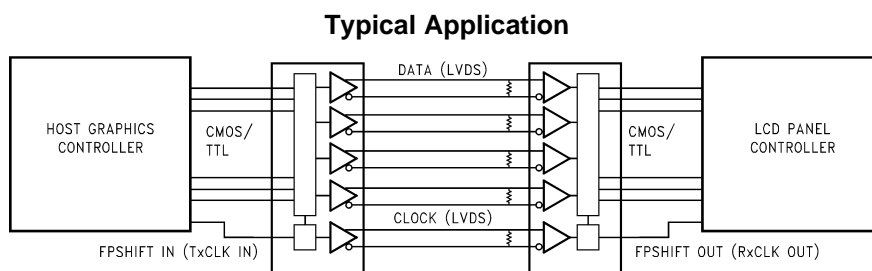 Typical Application
DATA (LVDS)
HOST GRAPHICS
CONTROLLER
CMOS/
TTL
CMOS/
TTL
LCD PANEL
CONTROLLER
CLOCK (LVDS)
FPSHIFT IN (TxCLK IN)
FPSHIFT OUT (RxCLK OUT)